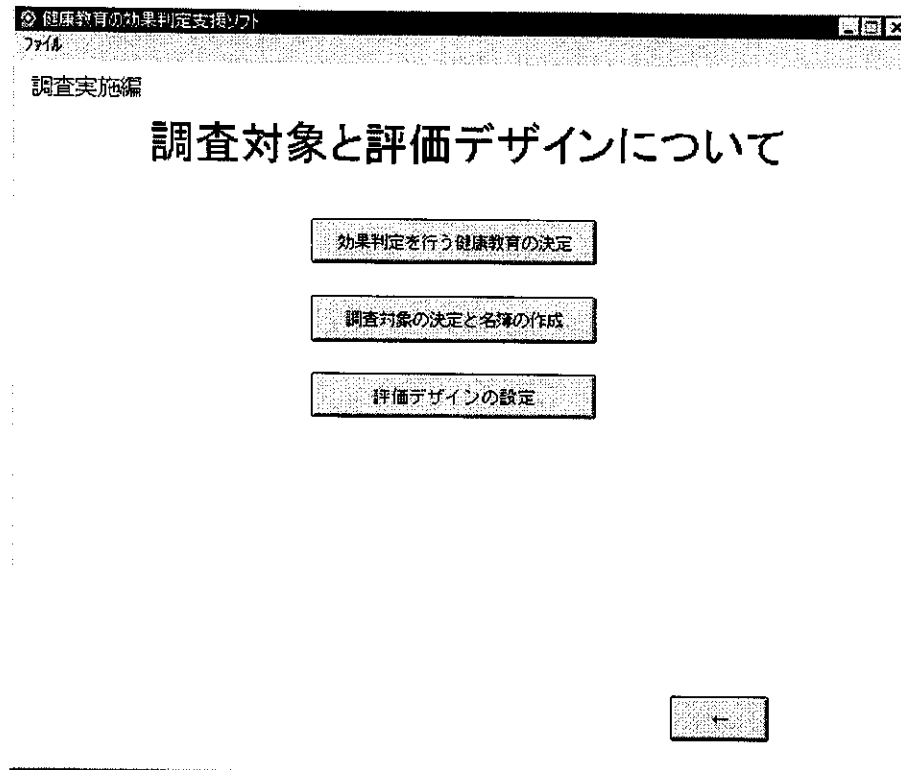 健康教育の効果判定支援ソフト
ファイル
調査実施編
調査対象と評価デザインについて
効果判定を行う健康教育の決定
調査対象の決定と名簿の作成
評価デザインの設定
←